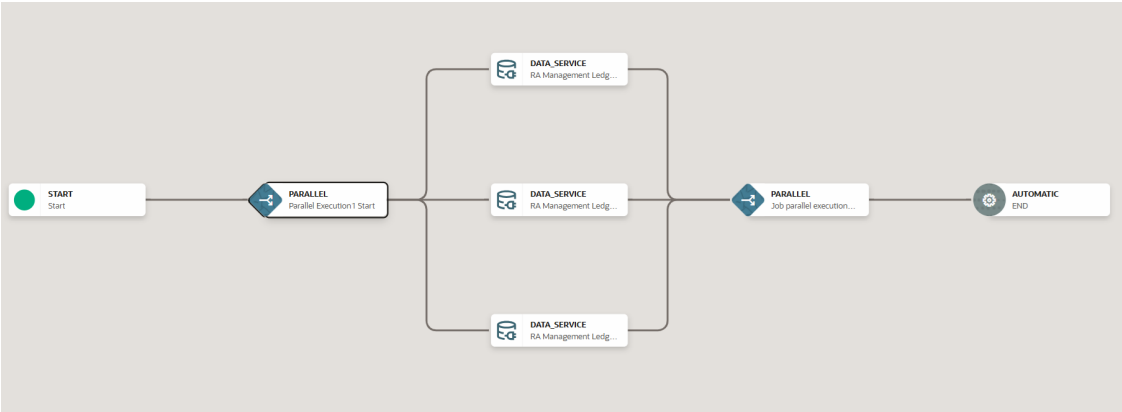 START
Start
PARALLEL
Parallel Execution1 Start
DATA_SERVICE
RA Management Ledg...
DATA_SERVICE
RA Management Ledg...
DATA_SERVICE
RA Management Ledg...
PARALLEL
Job parallel execution...
AUTOMATIC
END